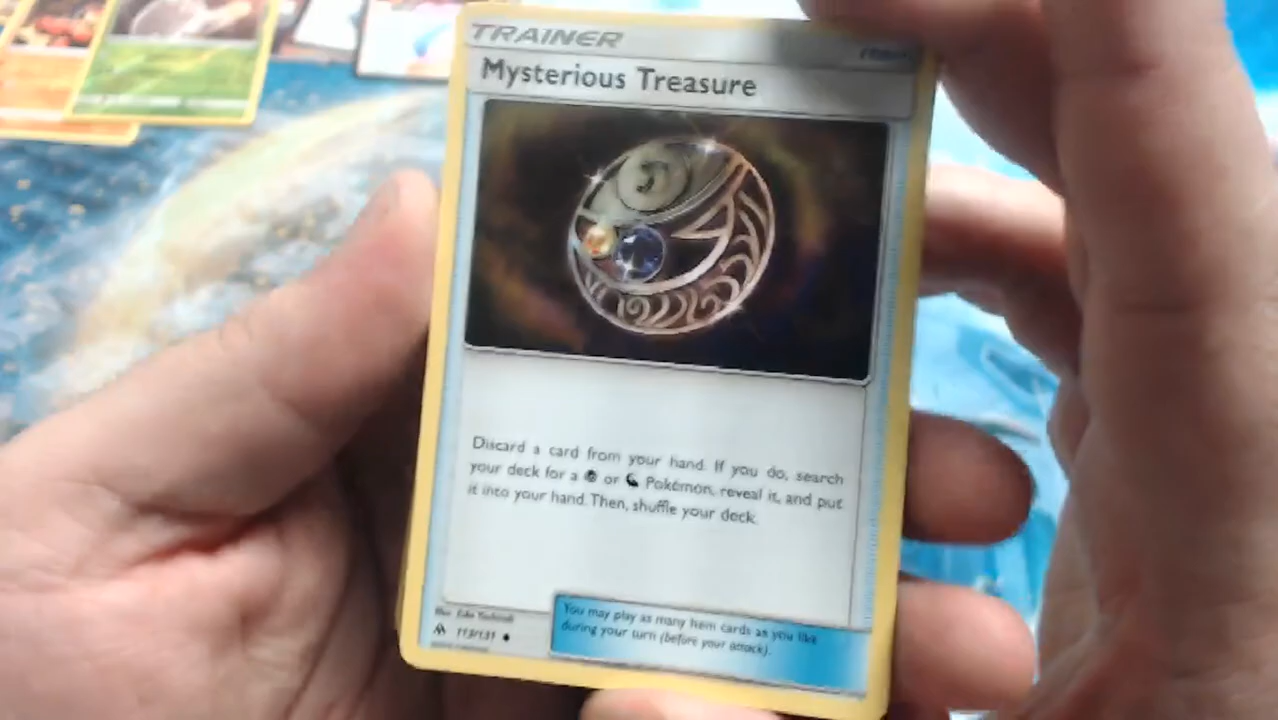 TRAINER
Mysterious Treasure
Discard a card from your hand. If you do, search
your deck for a or Pokémon, reveal it, and put
it into your hand. Then, shuffle your deck.
You may play as many Item cards as you like
during your turn (before your attack).
113/131